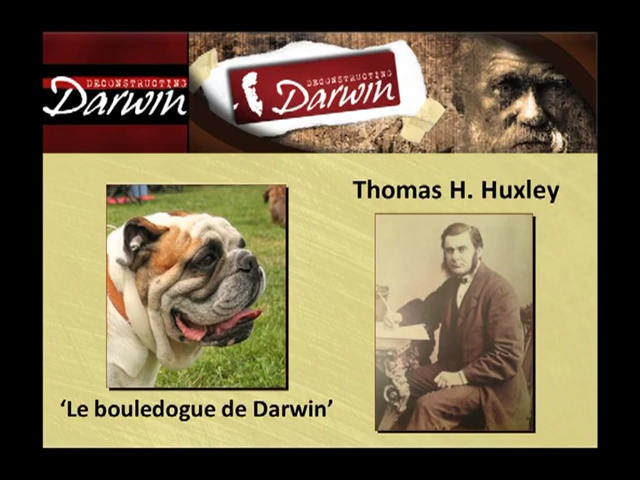 DECONSTRUCTING
Darwin
DECONSTRUCTING
Darwin
Thomas H. Huxley
‘Le bouledogue de Darwin’